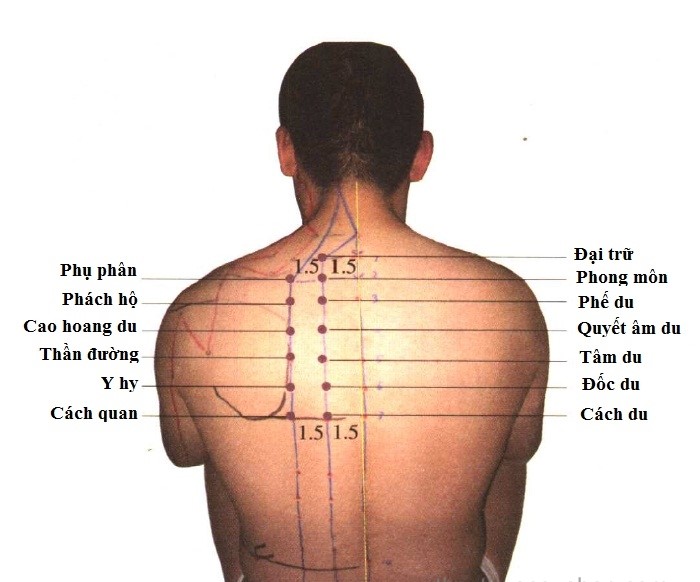 Đại trữ
1.5 1.5
Phụ phân
Phong môn
Phách hộ
Phế du
Cao hoang du
Quyết âm du
Thần đường
Tâm du
Y hy
Đốc du
Cách quan
Cách du
1.5 1.5